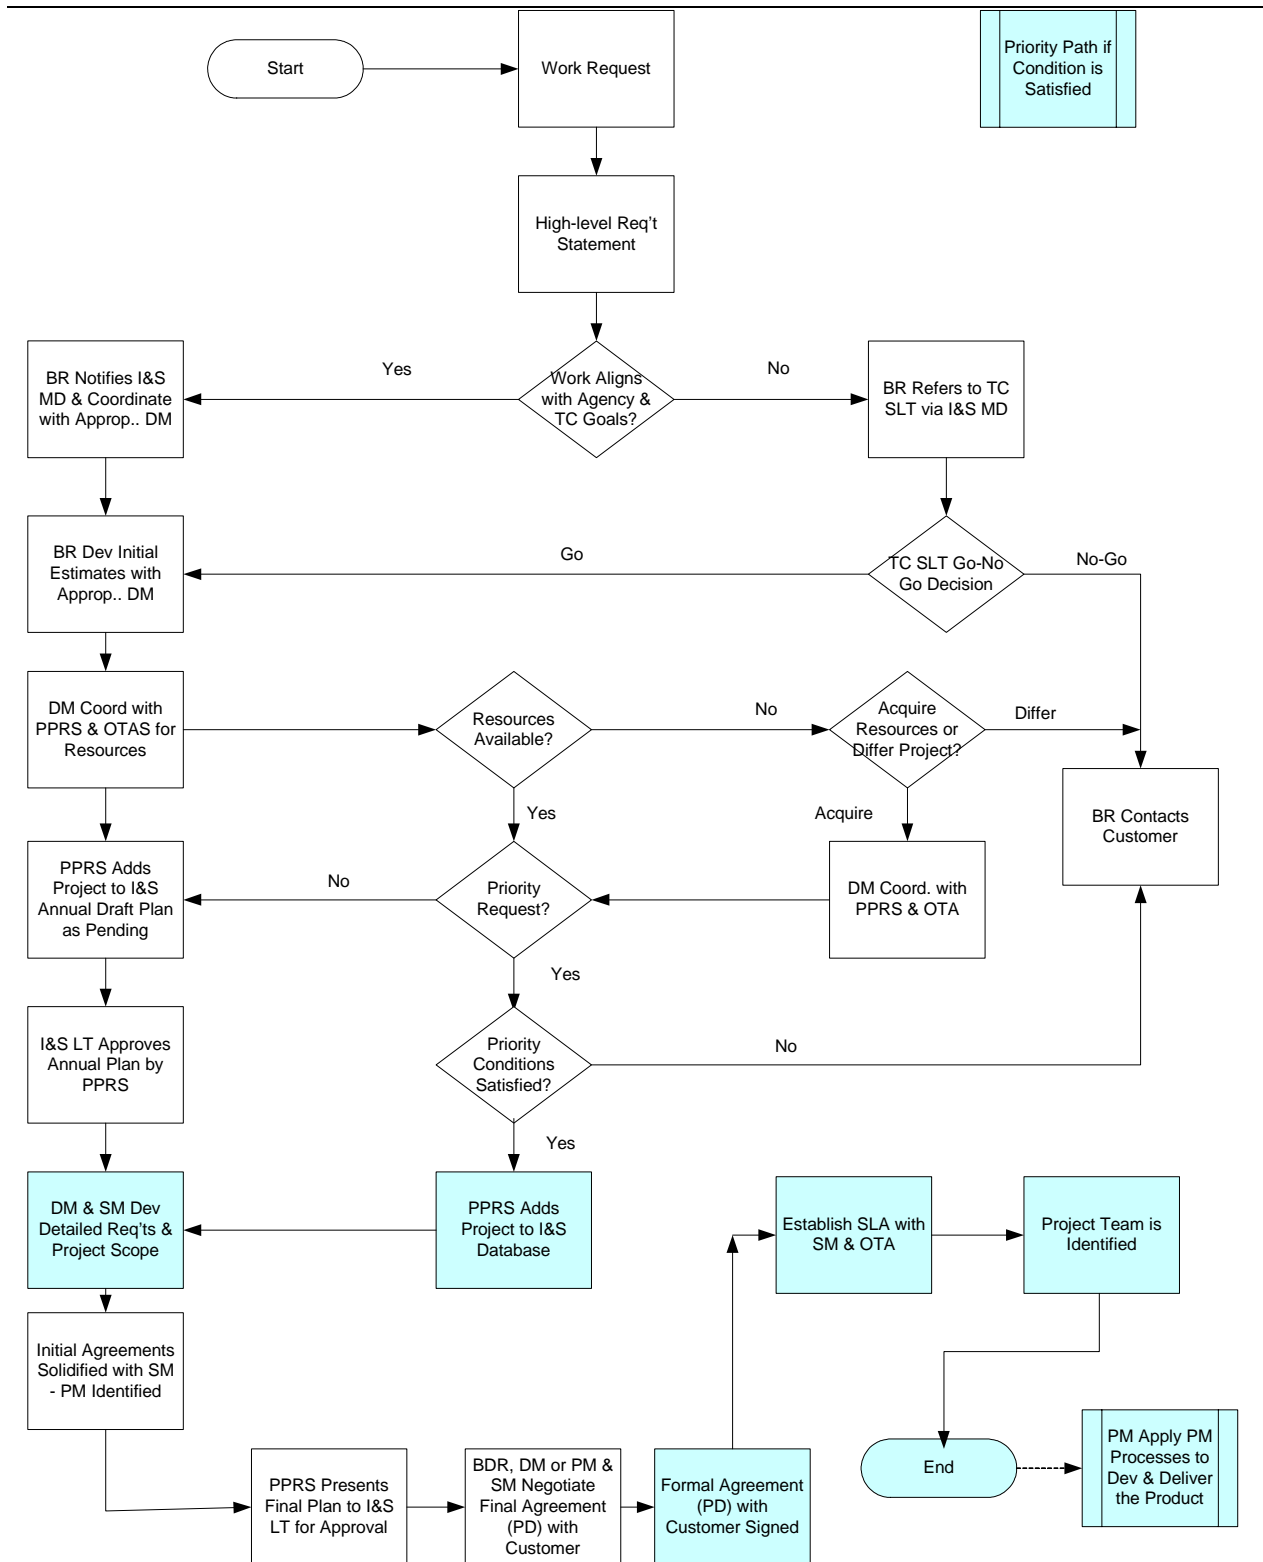 Start
Work Request
Priority Path if
Condition is
Satisfied
High-level Req't
Statement
Yes
Work Aligns
with Agency &
TC Goals?
No
BR Notifies I&S
MD & Coordinate
with Approp.. DM
BR Refers to TC
SLT via I&S MD
BR Dev Initial
Estimates with
Approp.. DM
Go
TC SLT Go-No
Go Decision
No-Go
DM Coord with
PPRS & OTAS for
Resources
Resources
Available?
No
Acquire
Resources or
Differ Project?
Differ
Yes
Acquire
BR Contacts
Customer
PPRS Adds
Project to I&S
Annual Draft Plan
as Pending
No
Priority
Request?
DM Coord. with
PPRS & OTA
Yes
I&S LT Approves
Annual Plan by
PPRS
Priority
Conditions
Satisfied?
No
Yes
DM & SM Dev
Detailed Req'ts &
Project Scope
PPRS Adds
Project to I&S
Database
Establish SLA with
SM & OTA
Project Team is
Identified
Initial Agreements
Solidified with SM
- PM Identified
PPRS Presents
Final Plan to I&S
LT for Approval
BDR, DM or PM &
SM Negotiate
Final Agreement
(PD) with
Customer
Formal Agreement
(PD) with
Customer Signed
End
PM Apply PM
Processes to
Dev & Deliver
the Product